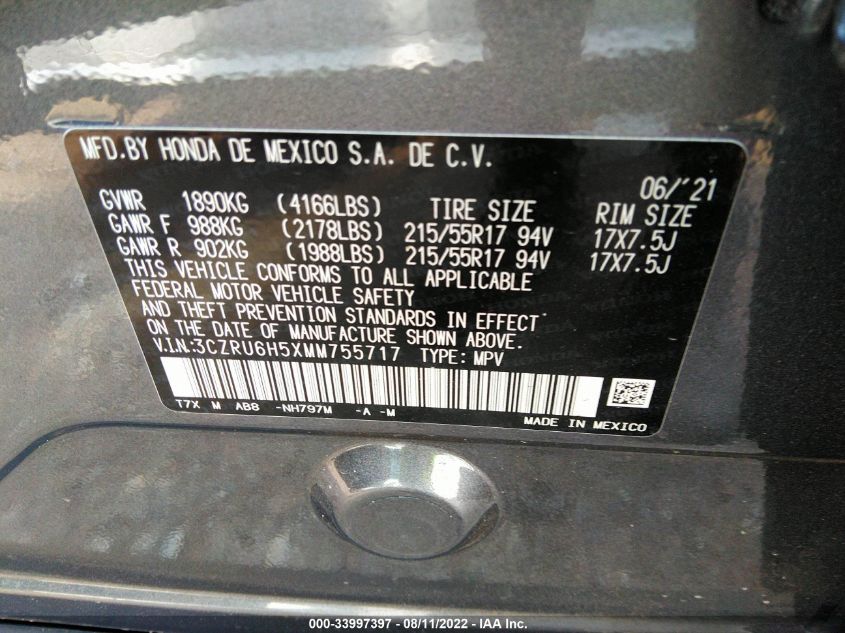 MFD.BY HONDA DE MEXICO S.A. DE C.V.
06/'21
GVWR 1890KG (4166LBS) TIRE SIZE RIM SIZE
GAWR F 988KG (2178LBS) 215/55R17 94V 17X7.5J
GAWR R 902KG (1988LBS) 215/55R17 94V 17X7.5J
THIS VEHICLE CONFORMS TO ALL APPLICABLE
FEDERAL MOTOR VEHICLE SAFETY
AND THEFT PREVENTION STANDARDS IN EFFECT
ON THE DATE OF MANUFACTURE SHOWN ABOVE.
V.I.N:3CZRU6H5XMM755717 TYPE: MPV
T7X M AB8 -NH797M -A -M
MADE IN MEXICO
000-33997397 - 08/11/2022 - IAA Inc.